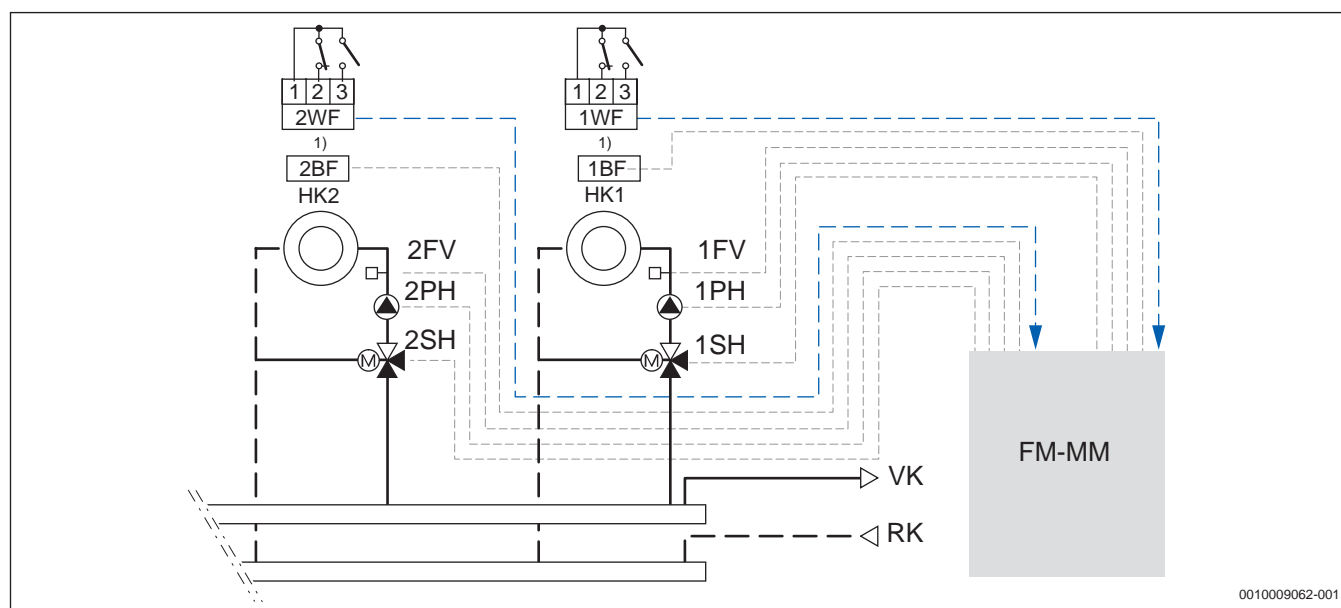 1 2 3
2WF
1)
2BF
HK2
2FV
2PH
M
2SH
1 2 3
1WF
1)
1BF
HK1
1FV
1PH
M
1SH
FM-MM
VK
RK
0010009062-001